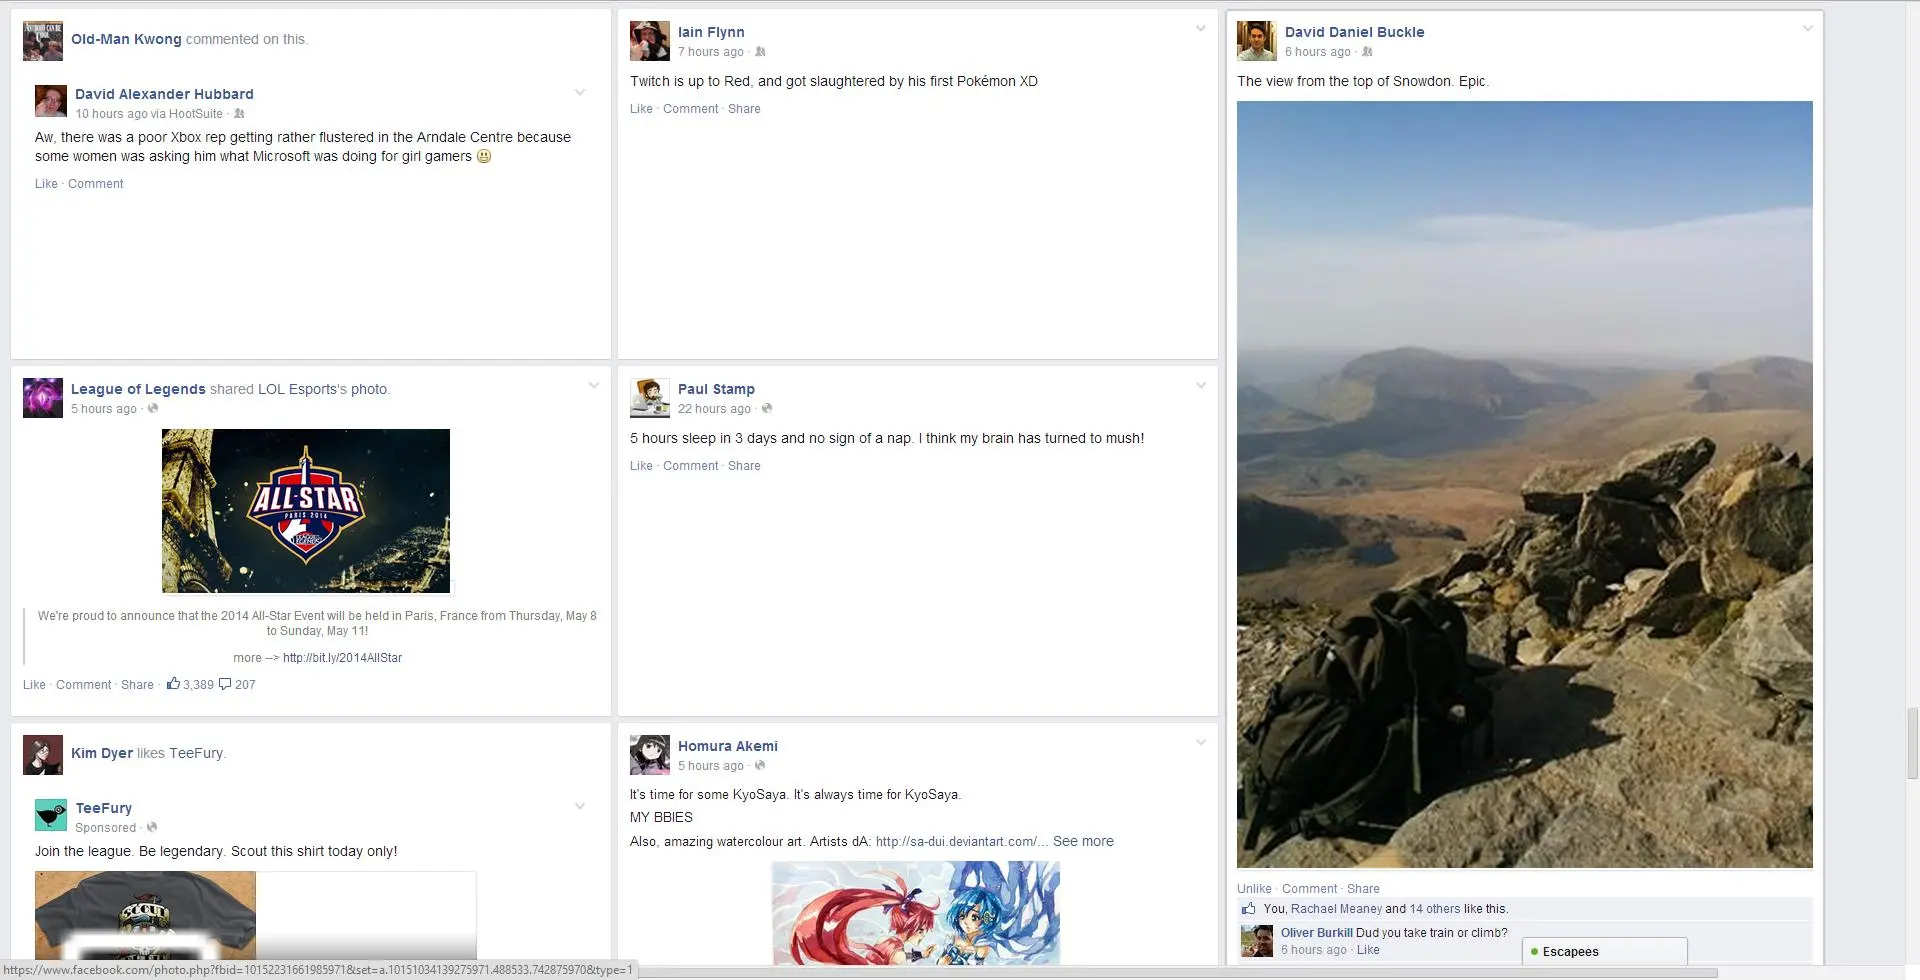 Old-Man Kwong commented on this.
David Alexander Hubbard
10 hours ago via HootSuite ·
Aw, there was a poor Xbox rep getting rather flustered in the Arndale Centre because
some women was asking him what Microsoft was doing for girl gamers
Like · Comment
Iain Flynn
7 hours ago ·
Twitch is up to Red, and got slaughtered by his first Pokémon XD
Like · Comment · Share
David Daniel Buckle
6 hours ago ·
The view from the top of Snowdon. Epic.
Unlike · Comment · Share
You, Rachael Meaney and 14 others like this.
Oliver Burkill Dud you take train or climb?
6 hours ago · Like
League of Legends shared LOL Esports's photo.
5 hours ago ·
ALL-STAR
PARIS 2014
LEAGUE OF
LEGENDS
We're proud to announce that the 2014 All-Star Event will be held in Paris, France from Thursday, May 8
to Sunday, May 11!
more --> http://bit.ly/2014AllStar
Like · Comment · Share · 3,389 207
Paul Stamp
22 hours ago ·
5 hours sleep in 3 days and no sign of a nap. I think my brain has turned to mush!
Like · Comment · Share
Kim Dyer likes TeeFury.
TeeFury
Sponsored ·
Join the league. Be legendary. Scout this shirt today only!
SCOUT
Homura Akemi
5 hours ago ·
It's time for some KyoSaya. It's always time for KyoSaya.
MY BBIES
Also, amazing watercolour art. Artists dA: http://sa-dui.deviantart.com/... See more
Escapees
https://www.facebook.com/photo.php?fbid=10152231661985971&set=a.10151034139275971.488533.742875970&type=1